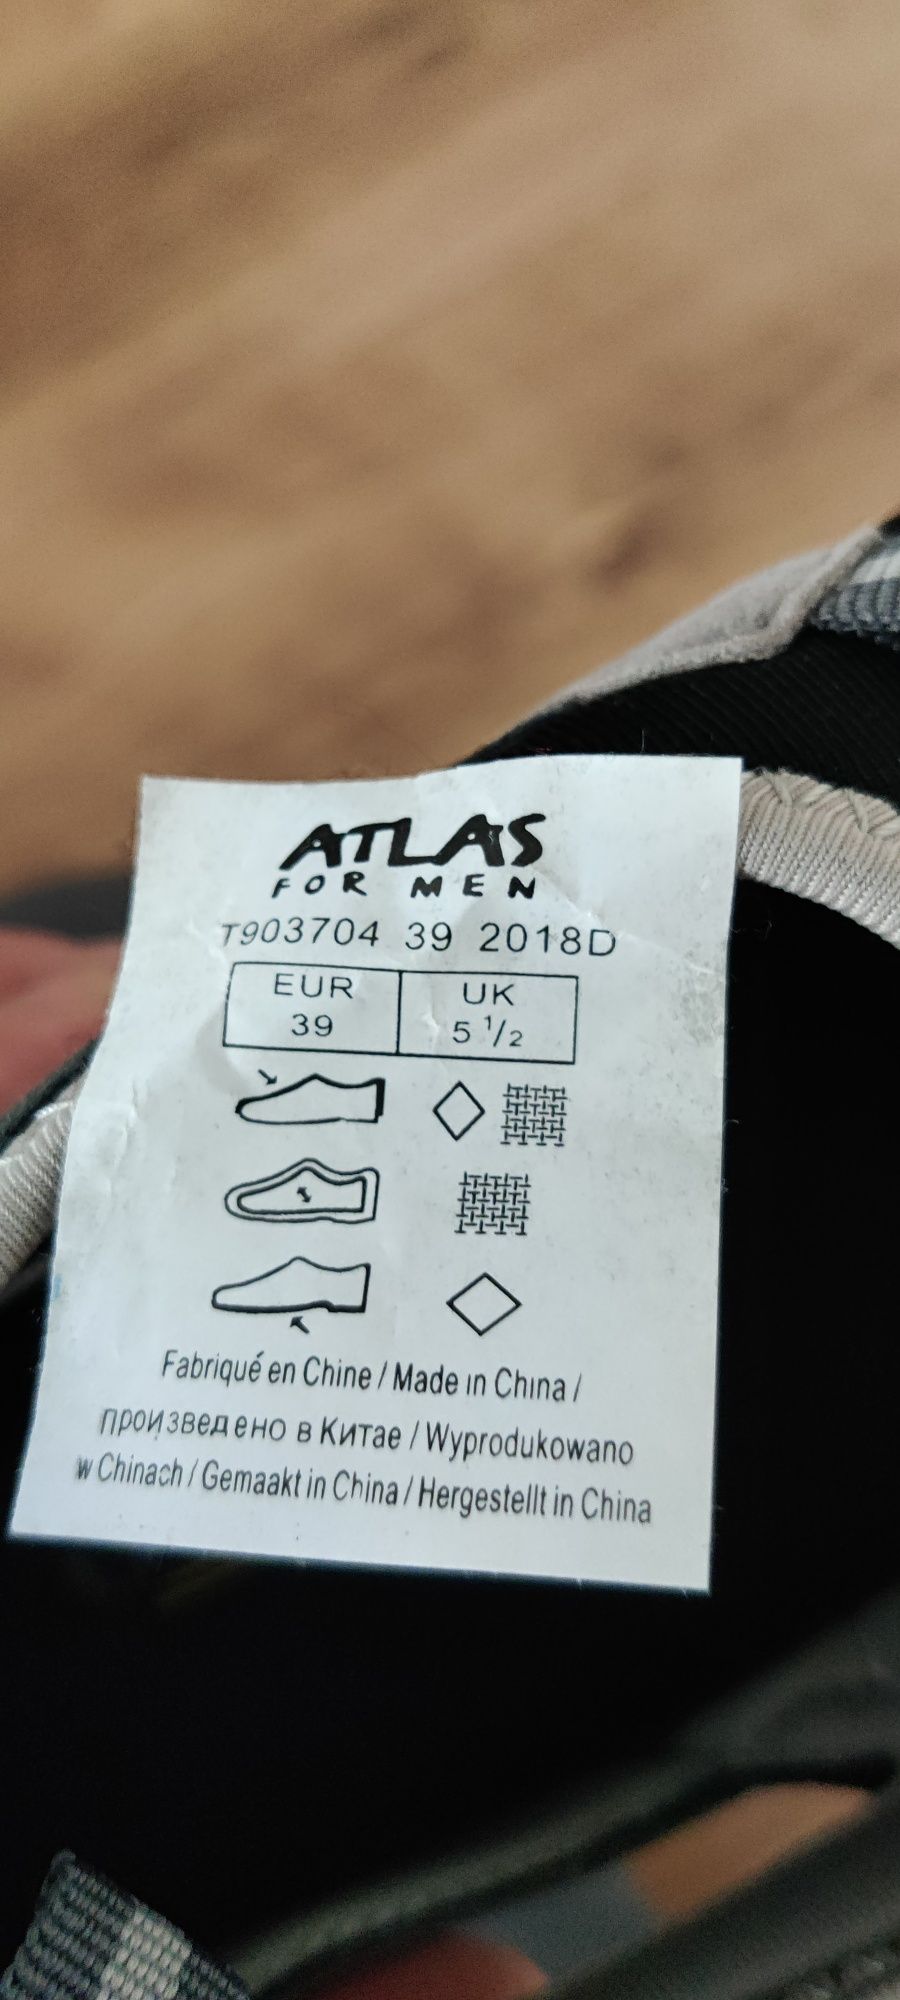 ATLAS
FOR MEN
T903704 39 2018D
EUR UK
39 5 1/2
Fabriqué en Chine / Made in China /
произведено в Китае / Wyprodukowano
w Chinach / Gemaakt in China / Hergestellt in China